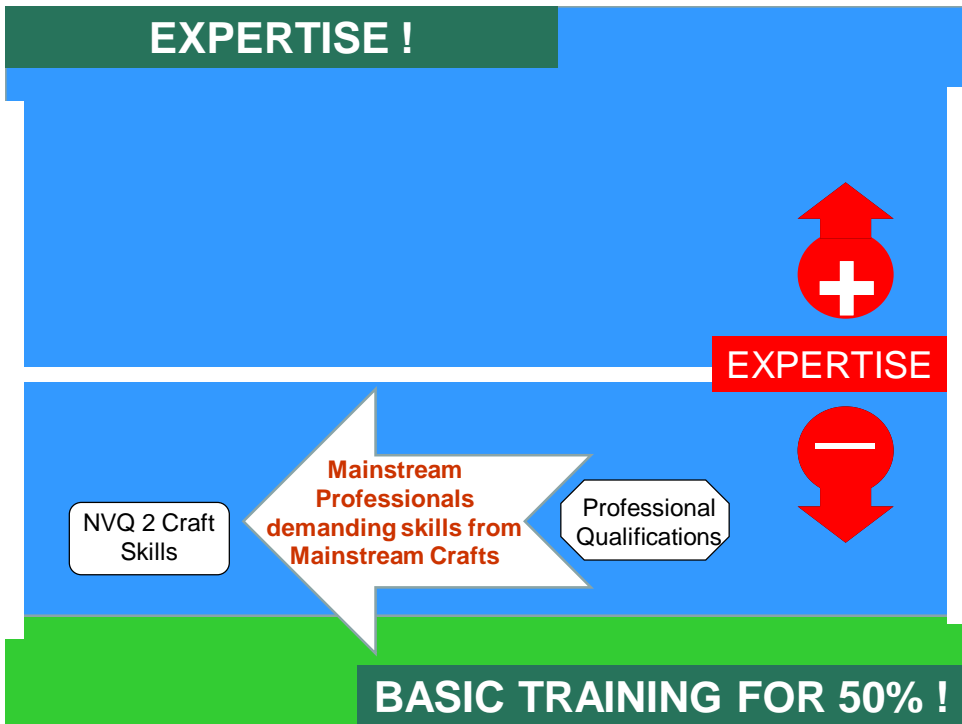 EXPERTISE !
EXPERTISE
Mainstream
Professionals
demanding skills from
Mainstream Crafts
NVQ 2 Craft
Skills
Professional
Qualifications
BASIC TRAINING FOR 50% !